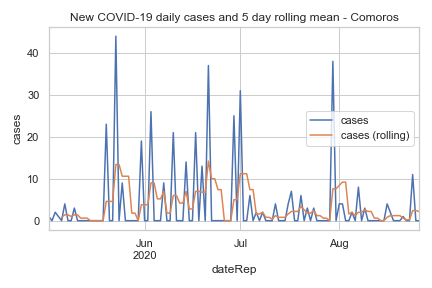 New COVID-19 daily cases and 5 day rolling mean - Comoros
cases
40
30
20
10
0
cases
cases (rolling)
Jun
2020
Jul
Aug
dateRep